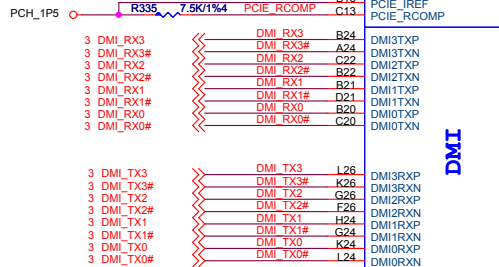 PCIE_IREF
PCH_1P5 R335 7.5K/1%4 PCIE_RCOMP C13 PCIE_RCOMP
3 DMI_RX3 DMI_RX3 B24 DMI3TXP
3 DMI_RX3# DMI_RX3# A24 DMI3TXN
3 DMI_RX2 DMI_RX2 C22 DMI2TXP
3 DMI_RX2# DMI_RX2# B22 DMI2TXN
3 DMI_RX1 DMI_RX1 B21 DMI1TXP
3 DMI_RX1# DMI_RX1# D21 DMI1TXN
3 DMI_RX0 DMI_RX0 B20 DMI0TXP
3 DMI_RX0# DMI_RX0# C20 DMI0TXN
DMI
3 DMI_TX3 DMI_TX3 L26 DMI3RXP
3 DMI_TX3# DMI_TX3# K26 DMI3RXN
3 DMI_TX2 DMI_TX2 G26 DMI2RXP
3 DMI_TX2# DMI_TX2# F26 DMI2RXN
3 DMI_TX1 DMI_TX1 H24 DMI1RXP
3 DMI_TX1# DMI_TX1# G24 DMI1RXN
3 DMI_TX0 DMI_TX0 K24 DMI0RXP
3 DMI_TX0# DMI_TX0# L24 DMI0RXN